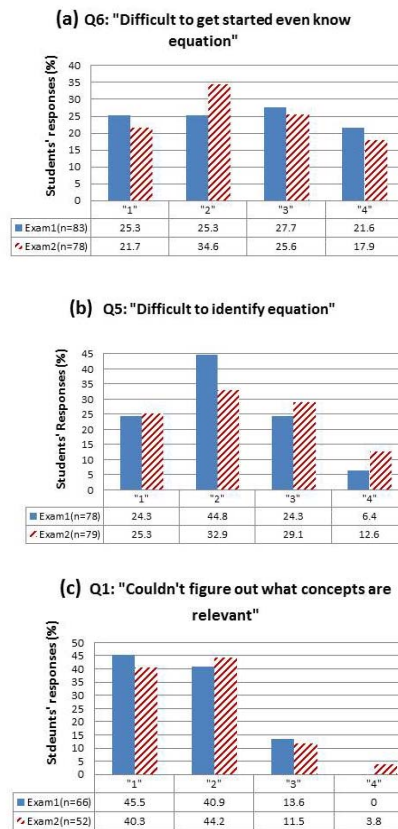 (a) Q6: "Difficult to get started even know
equation"
Students' responses (%)
40
35
30
25
20
15
10
5
0
"1" "2" "3" "4"
Exam1(n=83) 25.3 25.3 27.7 21.6
Exam2(n=78) 21.7 34.6 25.6 17.9
(b) Q5: "Difficult to identify equation"
Students' Responses (%)
45
40
35
30
25
20
15
10
5
0
"1" "2" "3" "4"
Exam1(n=78) 24.3 44.8 24.3 6.4
Exam2(n=79) 25.3 32.9 29.1 12.6
(c) Q1: "Couldn't figure out what concepts are
relevant"
Stdeunts' responses (%)
50
45
40
35
30
25
20
15
10
5
0
"1" "2" "3" "4"
Exam1(n=66) 45.5 40.9 13.6 0
Exam2(n=52) 40.3 44.2 11.5 3.8